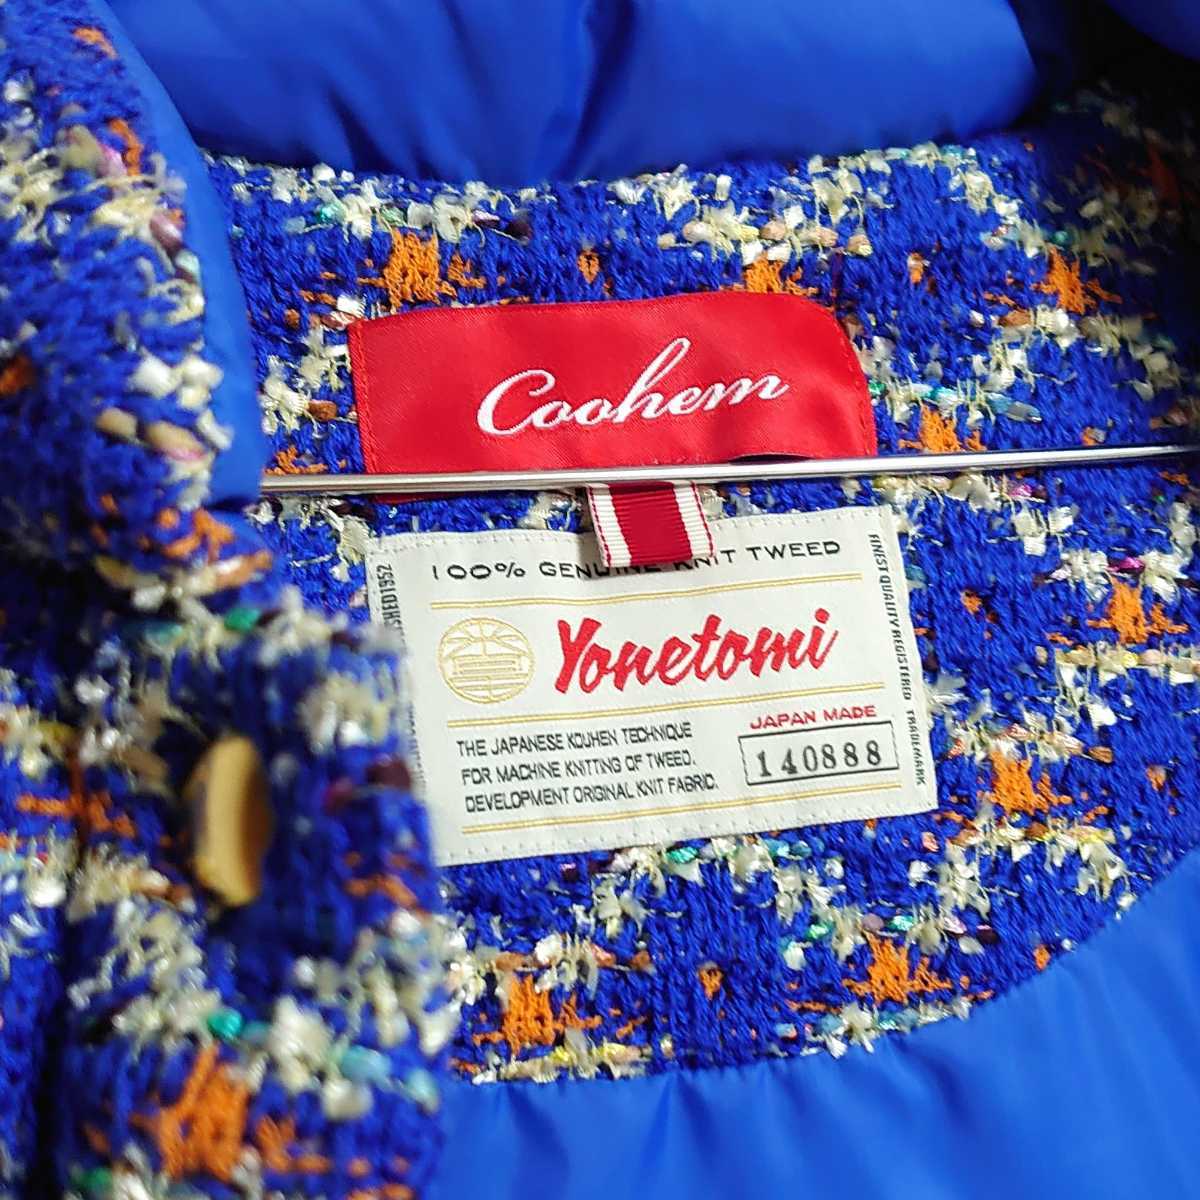 Coohem
100% GENUINE KNIT TWEED
Yonetomi
THE JAPANESE KOUHEN TECHNIQUE
FOR MACHINE KNITTING OF TWEED.
DEVELOPMENT ORIGINAL KNIT FABRIC.
JAPAN MADE
140888
FINEST QUALITY REGISTERED TRADEMARK